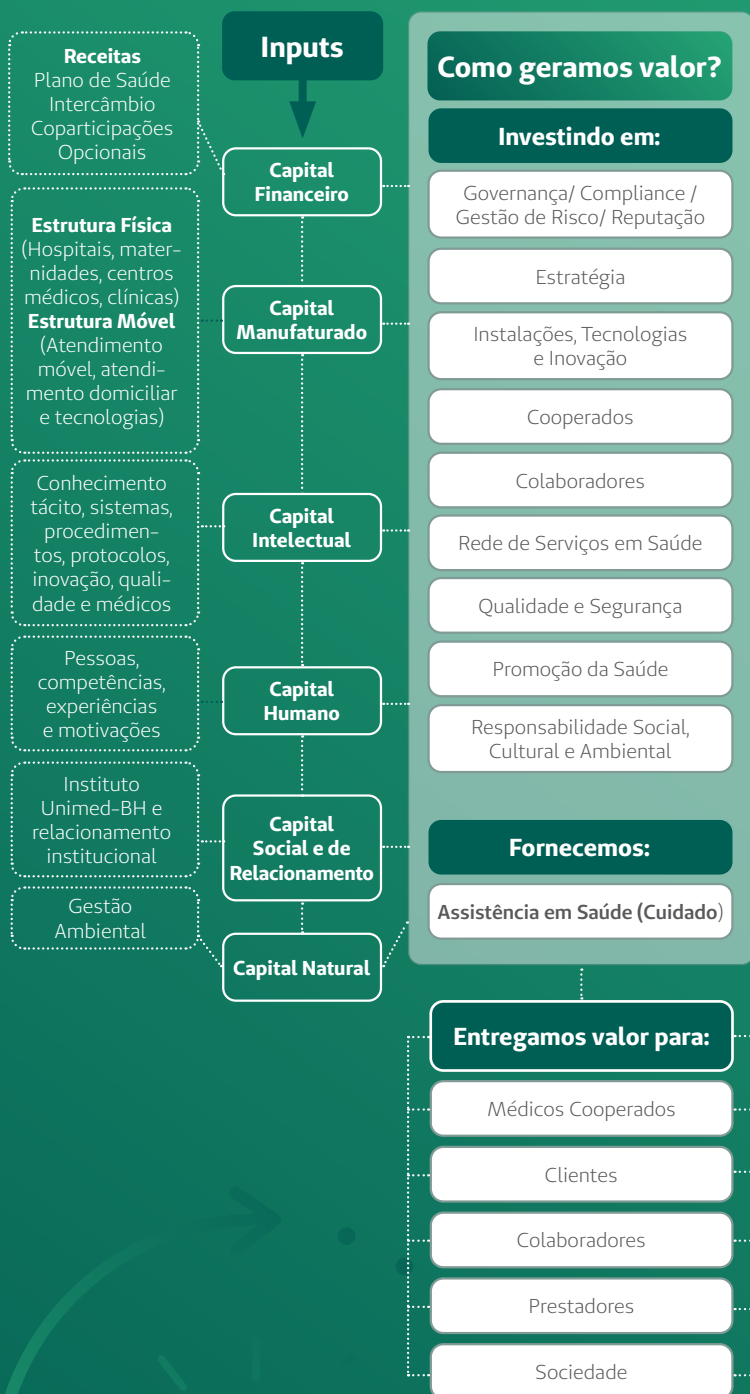 Receitas
Plano de Saúde
Intercâmbio
Coparticipações
Opcionais
Estrutura Física
(Hospitais, mater-
nidades, centros
médicos, clínicas)
Estrutura Móvel
(Atendimento
móvel, atendi-
mento domiciliar
e tecnologias)
Conhecimento
tácito, sistemas,
procedimen-
tos, protocolos,
inovação, quali-
dade e médicos
Pessoas,
competências,
experiências
e motivações
Instituto
Unimed-BH e
relacionamento
institucional
Gestão
Ambiental
Inputs
Capital
Financeiro
Capital
Manufaturado
Capital
Intelectual
Capital
Humano
Capital
Social e de
Relacionamento
Capital Natural
Como geramos valor?
Investindo em:
Governança/ Compliance /
Gestão de Risco/ Reputação
Estratégia
Instalações, Tecnologias
e Inovação
Cooperados
Colaboradores
Rede de Serviços em Saúde
Qualidade e Segurança
Promoção da Saúde
Responsabilidade Social,
Cultural e Ambiental
Fornecemos:
Assistência em Saúde (Cuidado)
Entregamos valor para:
Médicos Cooperados
Clientes
Colaboradores
Prestadores
Sociedade